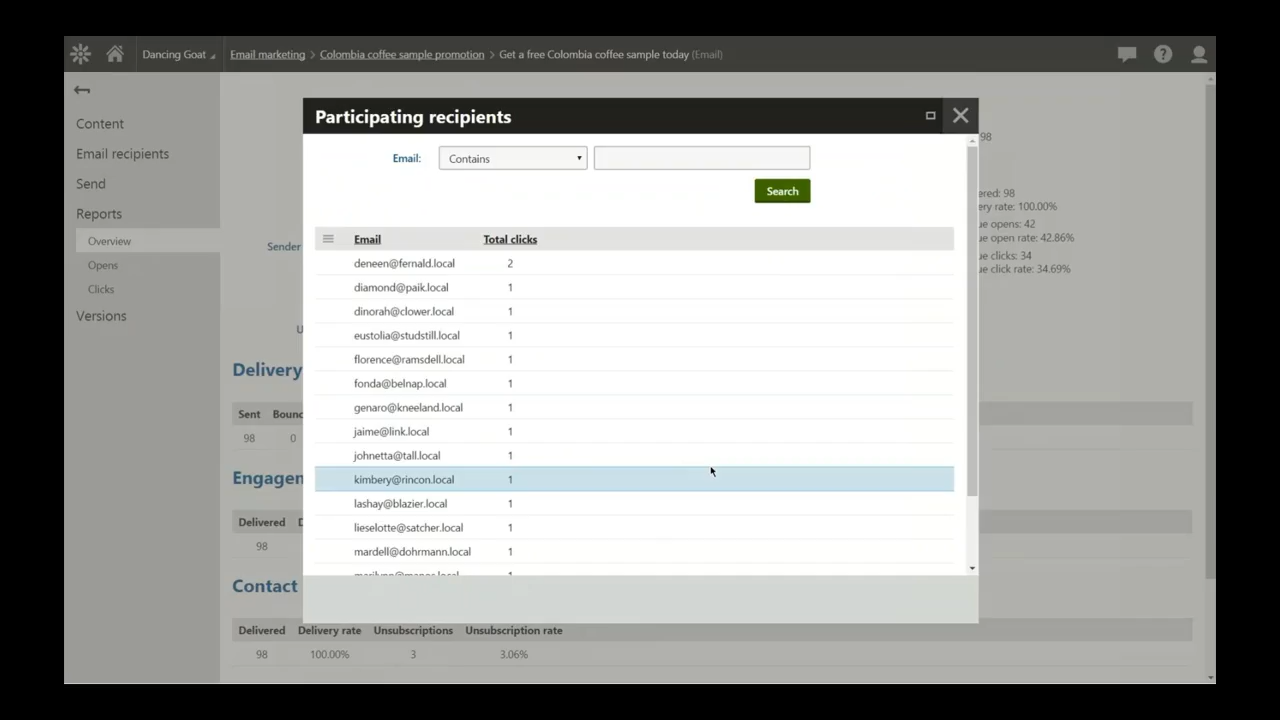 Dancing Goat
Email marketing > Colombia coffee sample promotion > Get a free Colombia coffee sample today (Email)
Content
Email recipients
Send
Reports
Overview
Opens
Clicks
Versions
Participating recipients
Email: Contains
Search
Email Total clicks
deneen@fernald.local 2
diamond@paik.local 1
dinorah@clower.local 1
eustolia@studstill.local 1
florence@ramsdell.local 1
fonda@belnap.local 1
genaro@kneeland.local 1
jaime@link.local 1
johnetta@tall.local 1
kimbery@rincon.local 1
lashay@blazier.local 1
lieselotte@satcher.local 1
mardell@dohrmann.local 1
98
ered: 98
ery rate: 100.00%
ue opens: 42
ue open rate: 42.86%
ue clicks: 34
ue click rate: 34.69%
Sender
U
Delivery
Sent Bounc
98 0
Engagen
Delivered
98
Contact
Delivered Delivery rate Unsubscriptions Unsubscription rate
98 100.00% 3 3.06%